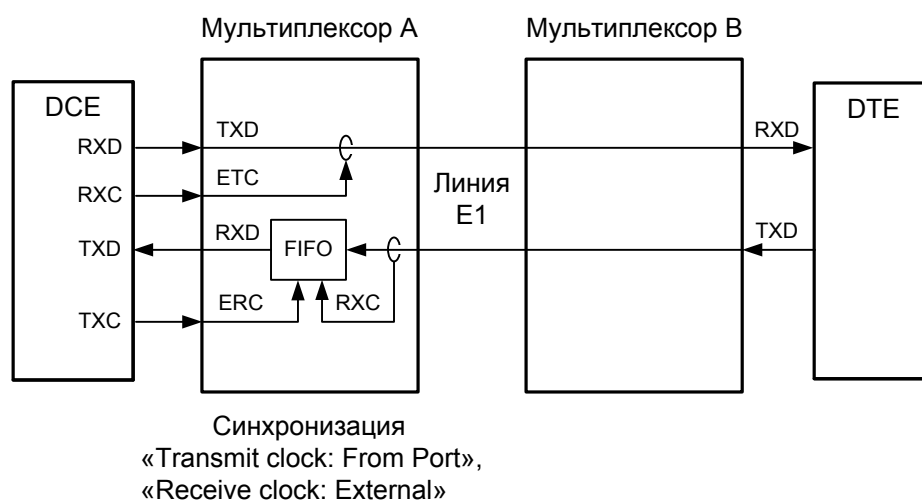 Мультиплексор А
Мультиплексор В
DCE
DTE
RXD
TXD
RXD
RXC
ETC
Линия
E1
TXD
RXD
FIFO
TXD
TXC
ERC
RXC
Синхронизация
«Transmit clock: From Port»,
«Receive clock: External»